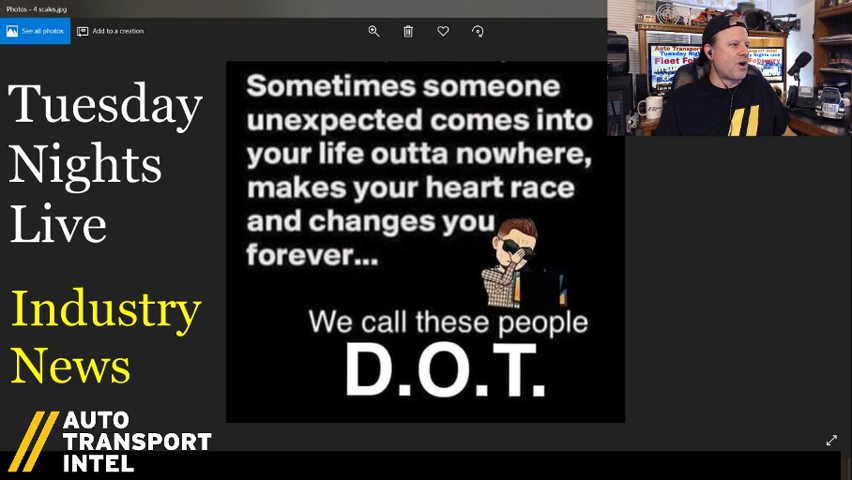 Photos - 4 scales.jpg
See all photos
Add to a creation
Tuesday
Nights
Live
Industry
News
AUTO
TRANSPORT
INTEL
Sometimes someone
unexpected comes into
your life outta nowhere,
makes your heart race
and changes you
forever...
We call these people
D.O.T.